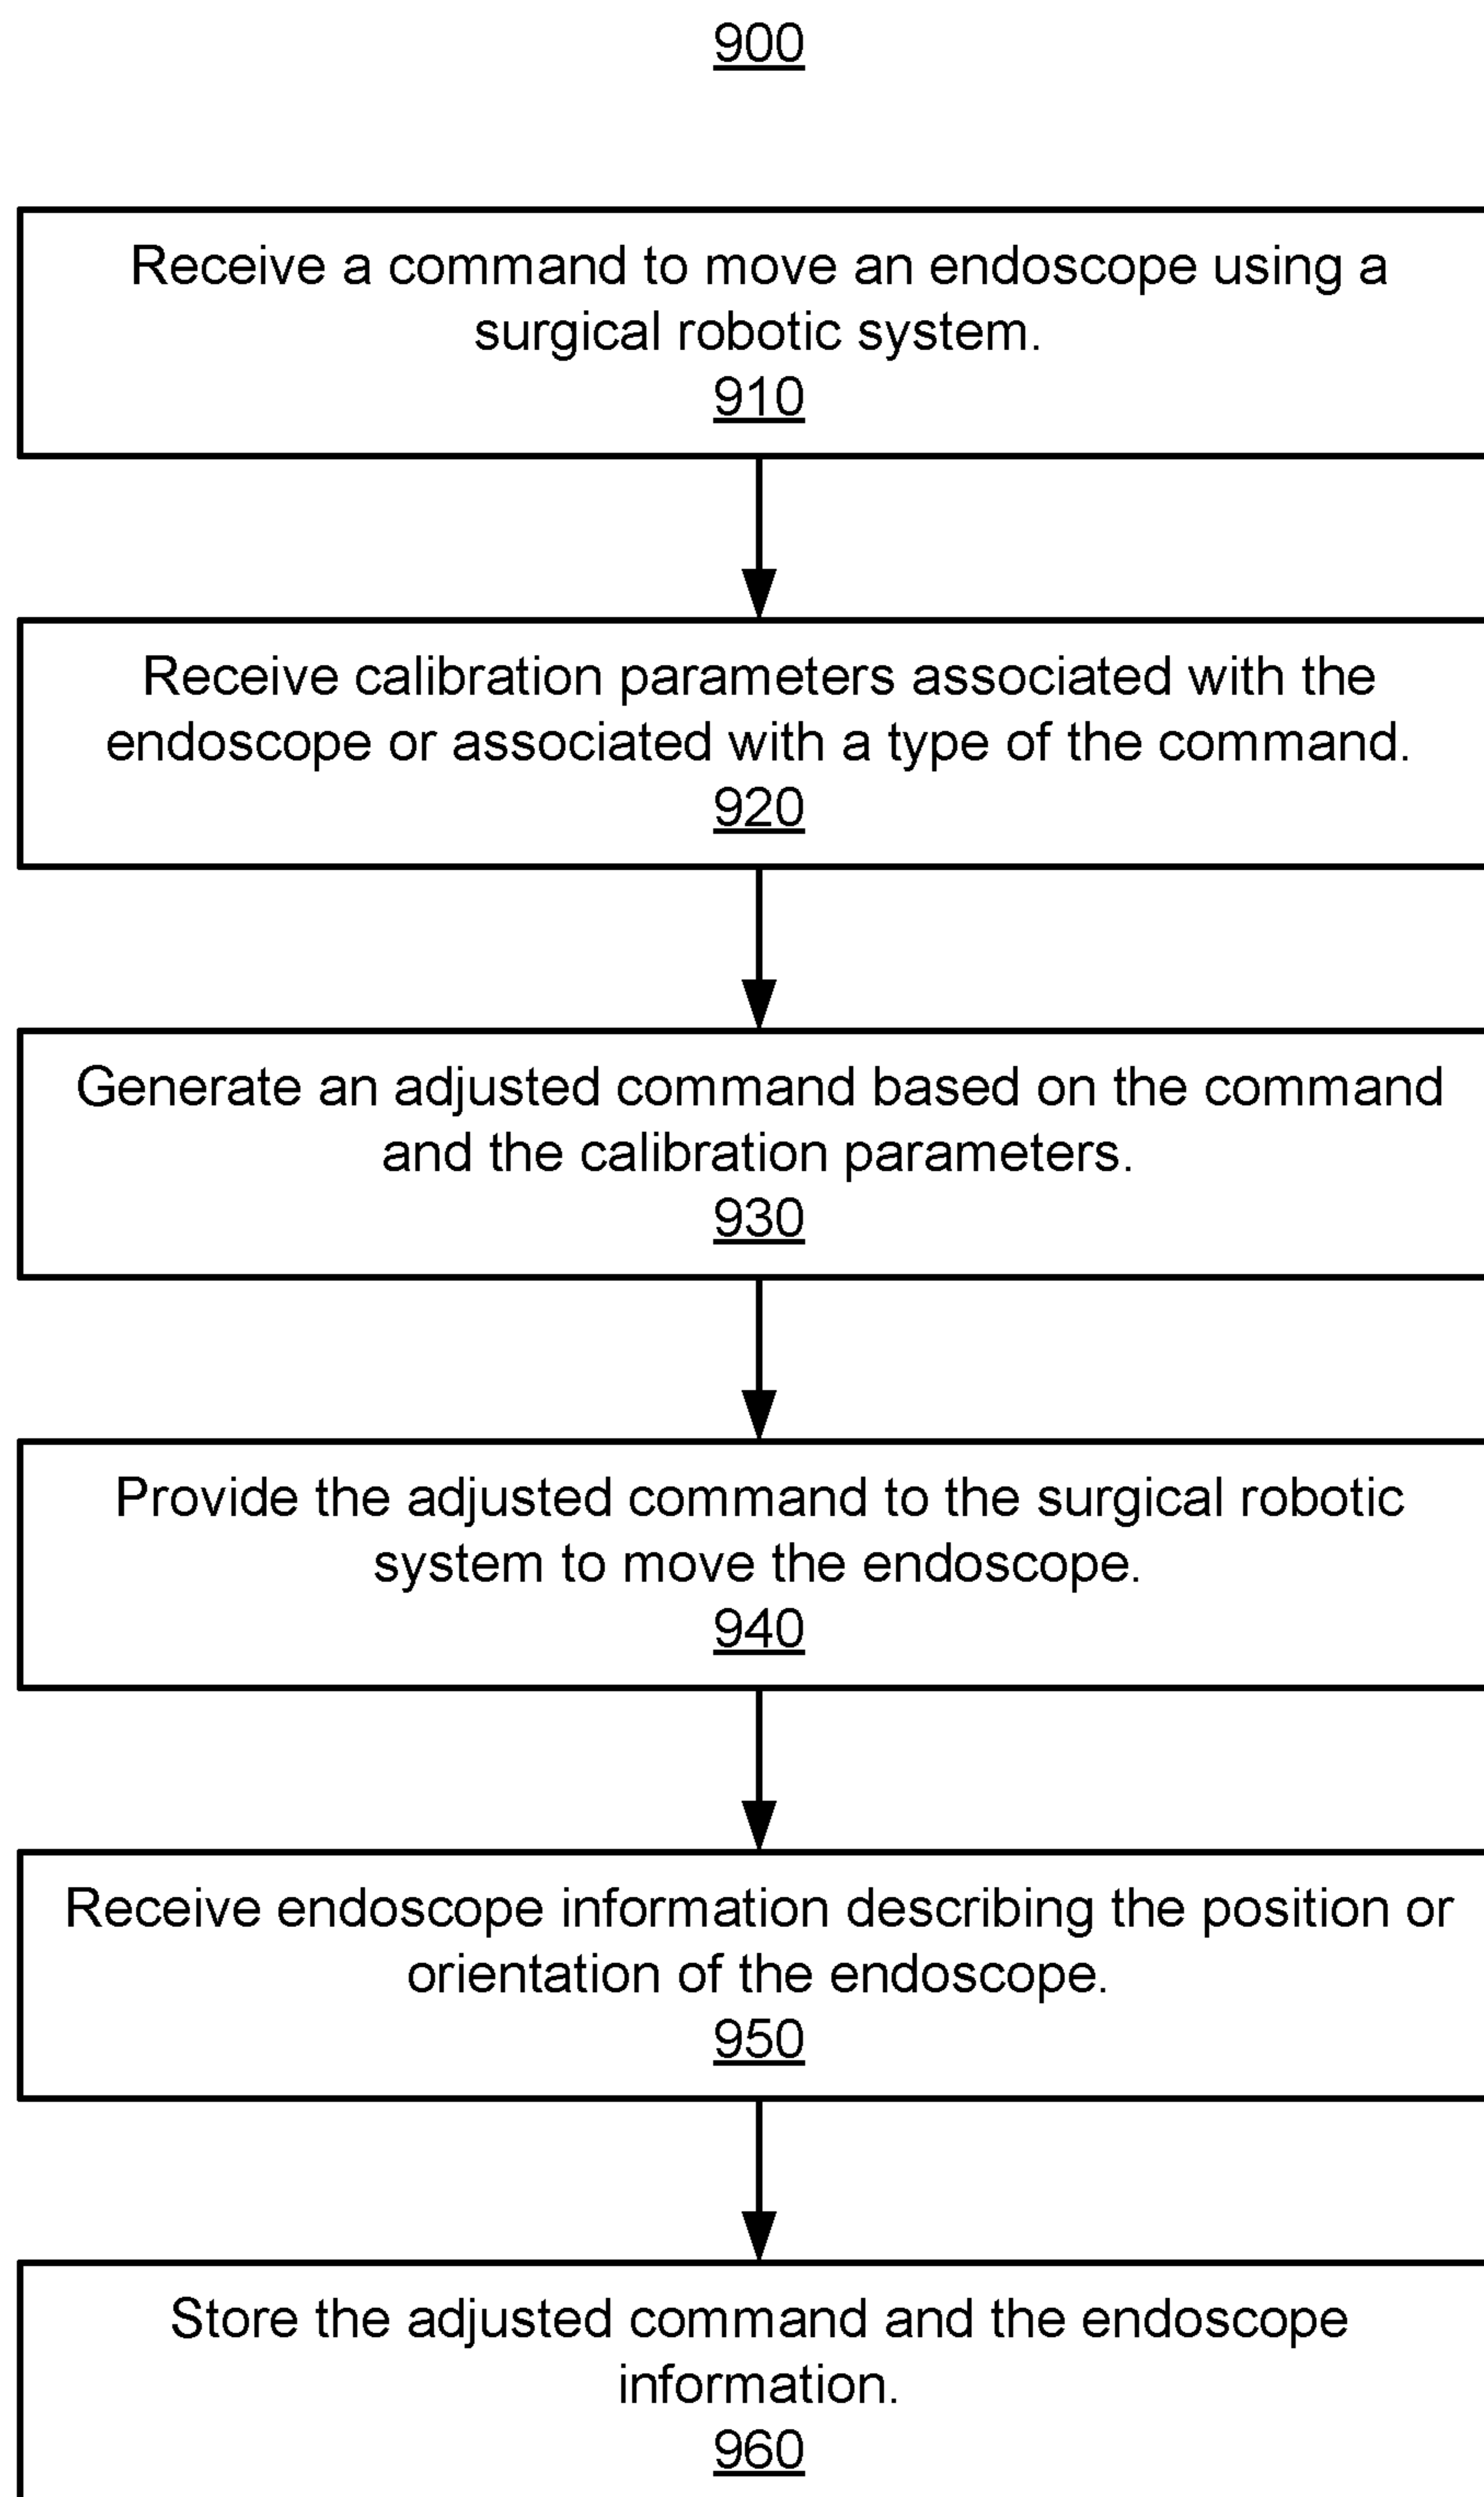 900
Receive a command to move an endoscope using a
surgical robotic system.
910
Receive calibration parameters associated with the
endoscope or associated with a type of the command.
920
Generate an adjusted command based on the command
and the calibration parameters.
930
Provide the adjusted command to the surgical robotic
system to move the endoscope.
940
Receive endoscope information describing the position or
orientation of the endoscope.
950
Store the adjusted command and the endoscope
information.
960